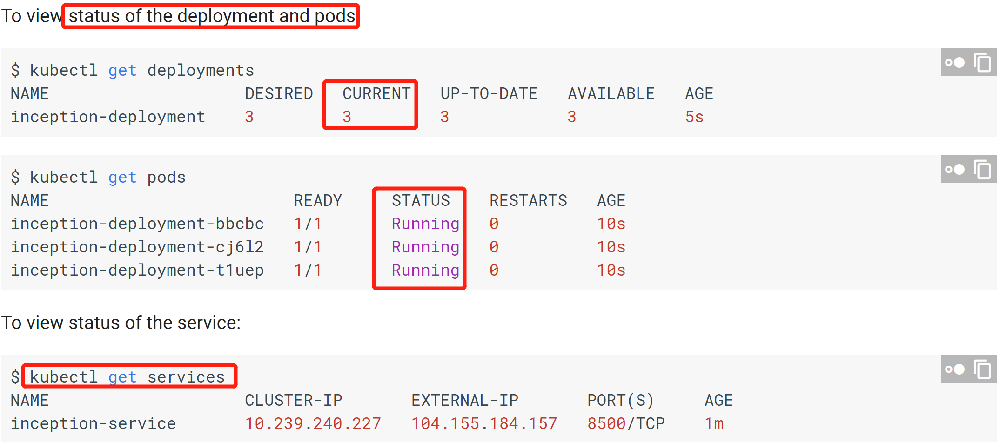 To view status of the deployment and pods
$ kubectl get deployments
NAME DESIRED CURRENT UP-TO-DATE AVAILABLE AGE
inception-deployment 3 3 3 3 5s
$ kubectl get pods
NAME READY STATUS RESTARTS AGE
inception-deployment-bbcbc 1/1 Running 0 10s
inception-deployment-cj6l2 1/1 Running 0 10s
inception-deployment-t1uep 1/1 Running 0 10s
To view status of the service:
$ kubectl get services
NAME CLUSTER-IP EXTERNAL-IP PORT(S) AGE
inception-service 10.239.240.227 104.155.184.157 8500/TCP 1m